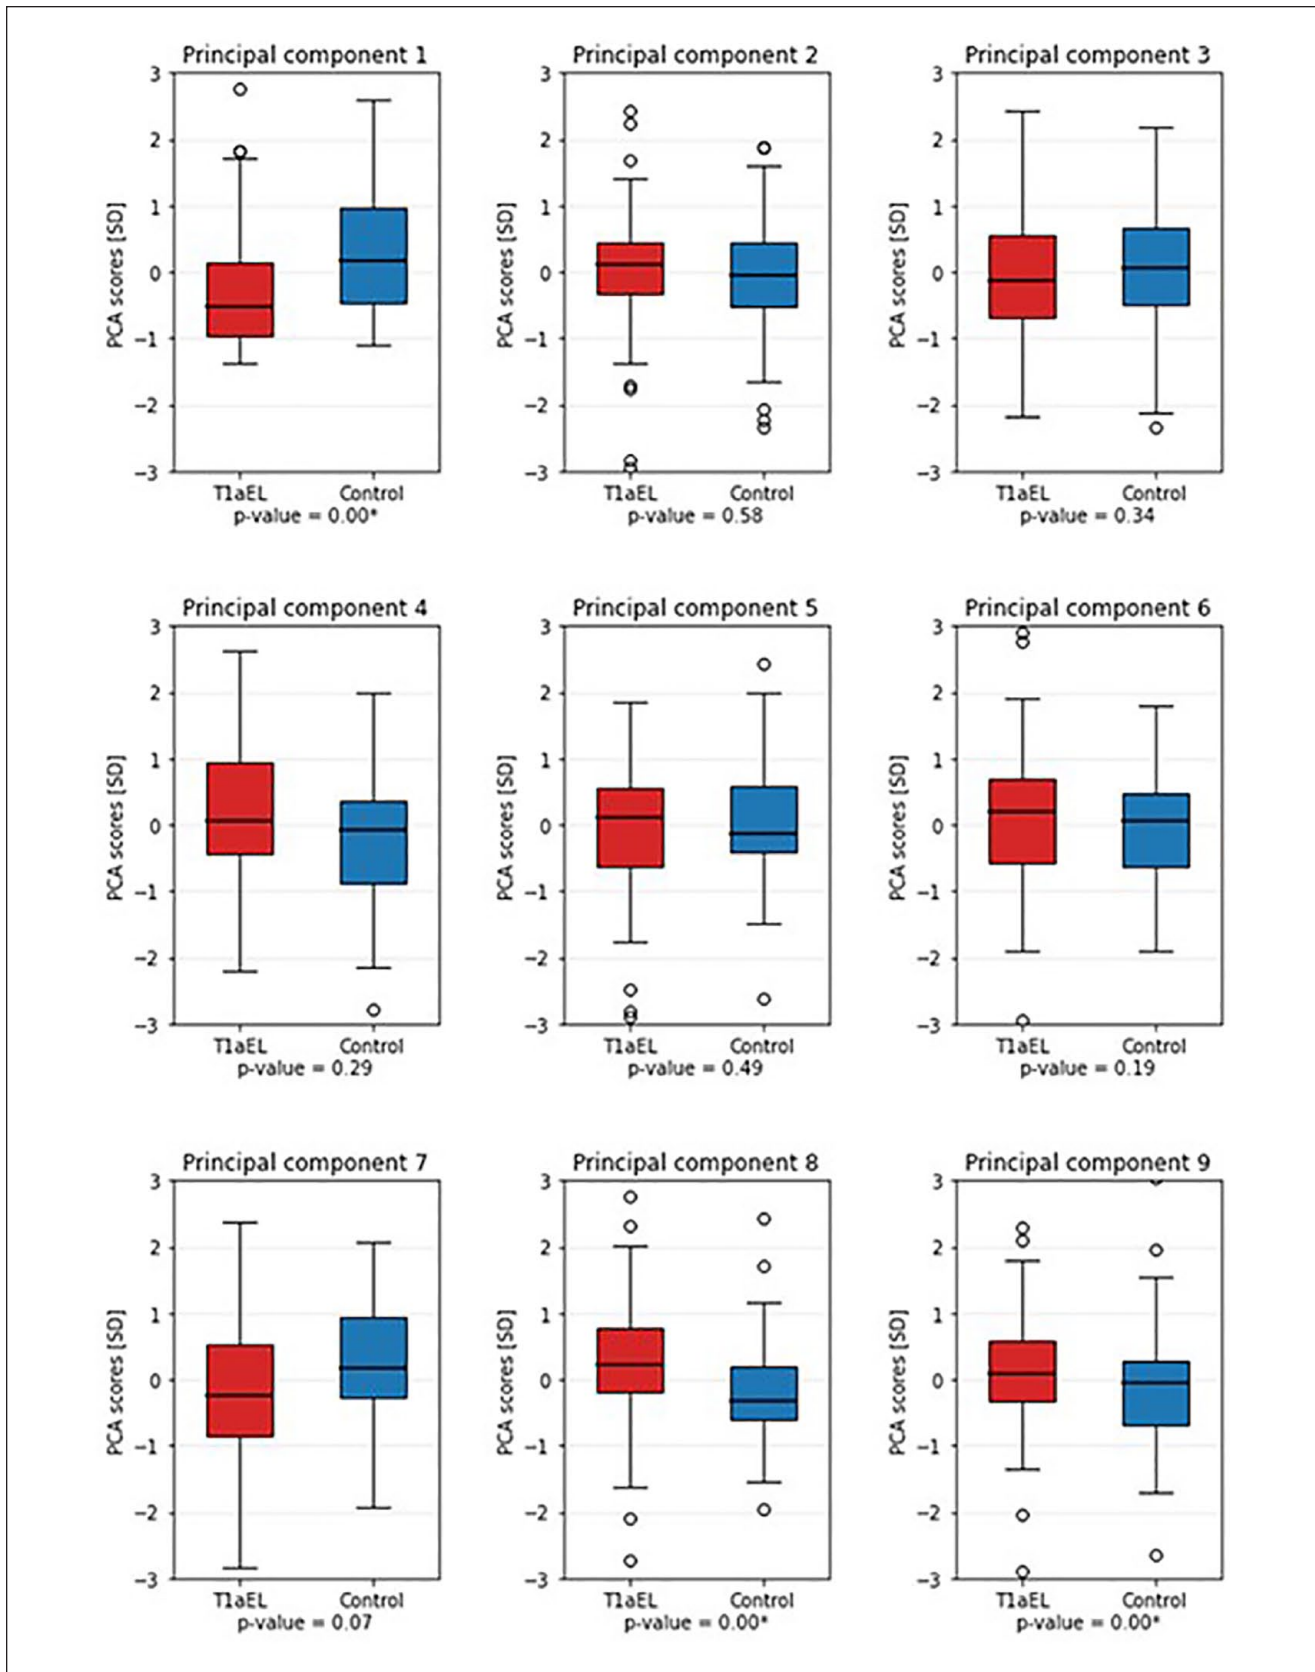 Principal component 1
3
2
1
0
−1
−2
−3
PCA scores [SD]
T1aEL Control
p-value = 0.00*
Principal component 2
3
2
1
0
−1
−2
−3
PCA scores [SD]
T1aEL Control
p-value = 0.58
Principal component 3
3
2
1
0
−1
−2
−3
PCA scores [SD]
T1aEL Control
p-value = 0.34
Principal component 4
3
2
1
0
−1
−2
−3
PCA scores [SD]
T1aEL Control
p-value = 0.29
Principal component 5
3
2
1
0
−1
−2
−3
PCA scores [SD]
T1aEL Control
p-value = 0.49
Principal component 6
3
2
1
0
−1
−2
−3
PCA scores [SD]
T1aEL Control
p-value = 0.19
Principal component 7
3
2
1
0
−1
−2
−3
PCA scores [SD]
T1aEL Control
p-value = 0.07
Principal component 8
3
2
1
0
−1
−2
−3
PCA scores [SD]
T1aEL Control
p-value = 0.00*
Principal component 9
3
2
1
0
−1
−2
−3
PCA scores [SD]
T1aEL Control
p-value = 0.00*